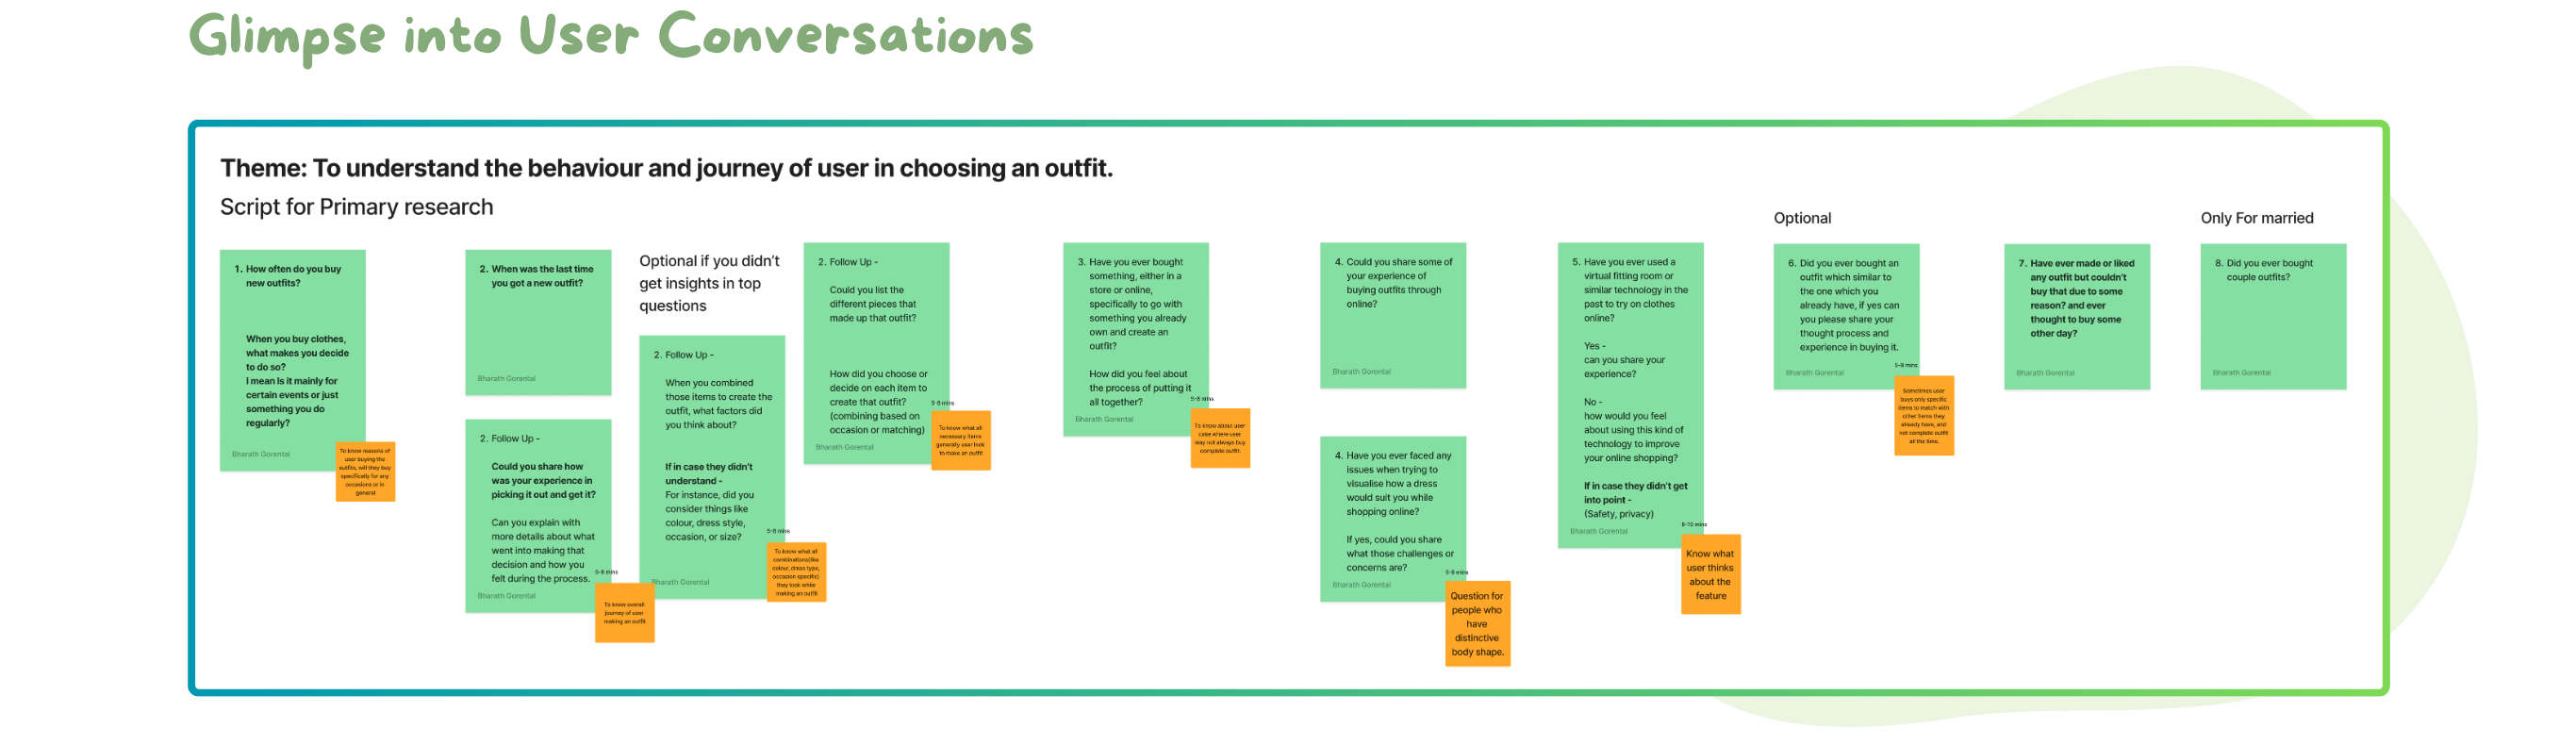 Glimpse into User Conversations
Theme: To understand the behaviour and journey of user in choosing an outfit.
Script for Primary research
1. How often do you buy
new outfits?
When you buy clothes,
what makes you decide
to do so?
I mean Is it mainly for
certain events or just
something you do
regularly?
Bharath Gorental
To know reasons of
user buying the
outfits, will they buy
specifically for any
occasions or in
general
2. When was the last time
you got a new outfit?
Bharath Gorental
2. Follow Up -
Could you share how
was your experience in
picking it out and get it?
Can you explain with
more details about what
went into making that
decision and how you
felt during the process.
Bharath Gorental
5-8 mins
To know overall
journey of user
making an outfit
Optional if you didn't
get insights in top
questions
2. Follow Up -
When you combined
those items to create the
outfit, what factors did
you think about?
If in case they didn't
understand -
For instance, did you
consider things like
colour, dress style,
occasion, or size?
Bharath Gorental
5-8 mins
To know what all
combinations(like
colour, dress type,
occasion specific)
they look while
making an outfit
2. Follow Up -
Could you list the
different pieces that
made up that outfit?
How did you choose or
decide on each item to
create that outfit?
(combining based on
occasion or matching)
Bharath Gorental
5-8 mins
To know what all
necessary items
generally user look
to make an outfit
3. Have you ever bought
something, either in a
store or online,
specifically to go with
something you already
own and create an
outfit?
How did you feel about
the process of putting it
all together?
Bharath Gorental
5-8 mins
To know about user
case where user
may not always buy
complete outfit.
4. Could you share some of
your experience of
buying outfits through
online?
Bharath Gorental
4. Have you ever faced any
issues when trying to
visualise how a dress
would suit you while
shopping online?
If yes, could you share
what those challenges or
concerns are?
Bharath Gorental
5-8 mins
Question for
people who
have
distinctive
body shape.
5. Have you ever used a
virtual fitting room or
similar technology in the
past to try on clothes
online?
Yes -
can you share your
experience?
No -
how would you feel
about using this kind of
technology to improve
your online shopping?
If in case they didn't get
into point -
(Safety, privacy)
Bharath Gorental
8-10 mins
Know what
user thinks
about the
feature
Optional
6. Did you ever bought an
outfit which similar to
the one which you
already have, if yes can
you please share your
thought process and
experience in buying it.
Bharath Gorental
5-8 mins
Sometimes user
buys only specific
items to match with
other items they
already have, and
not complete outfit
all the time.
7. Have ever made or liked
any outfit but couldn't
buy that due to some
reason? and ever
thought to buy some
other day?
Bharath Gorental
Only For married
8. Did you ever bought
couple outfits?
Bharath Gorental